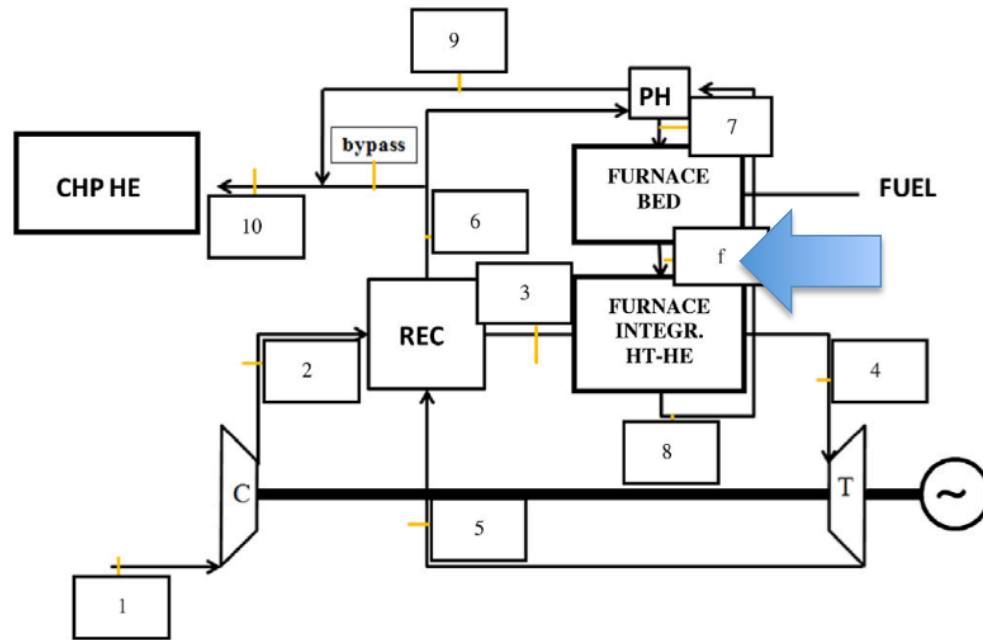 9
PH
7
bypass
CHP HE
FURNACE
BED
FUEL
10
6
f
3
FURNACE
INTEGR.
HT-HE
REC
2
4
8
C
T
~
5
1